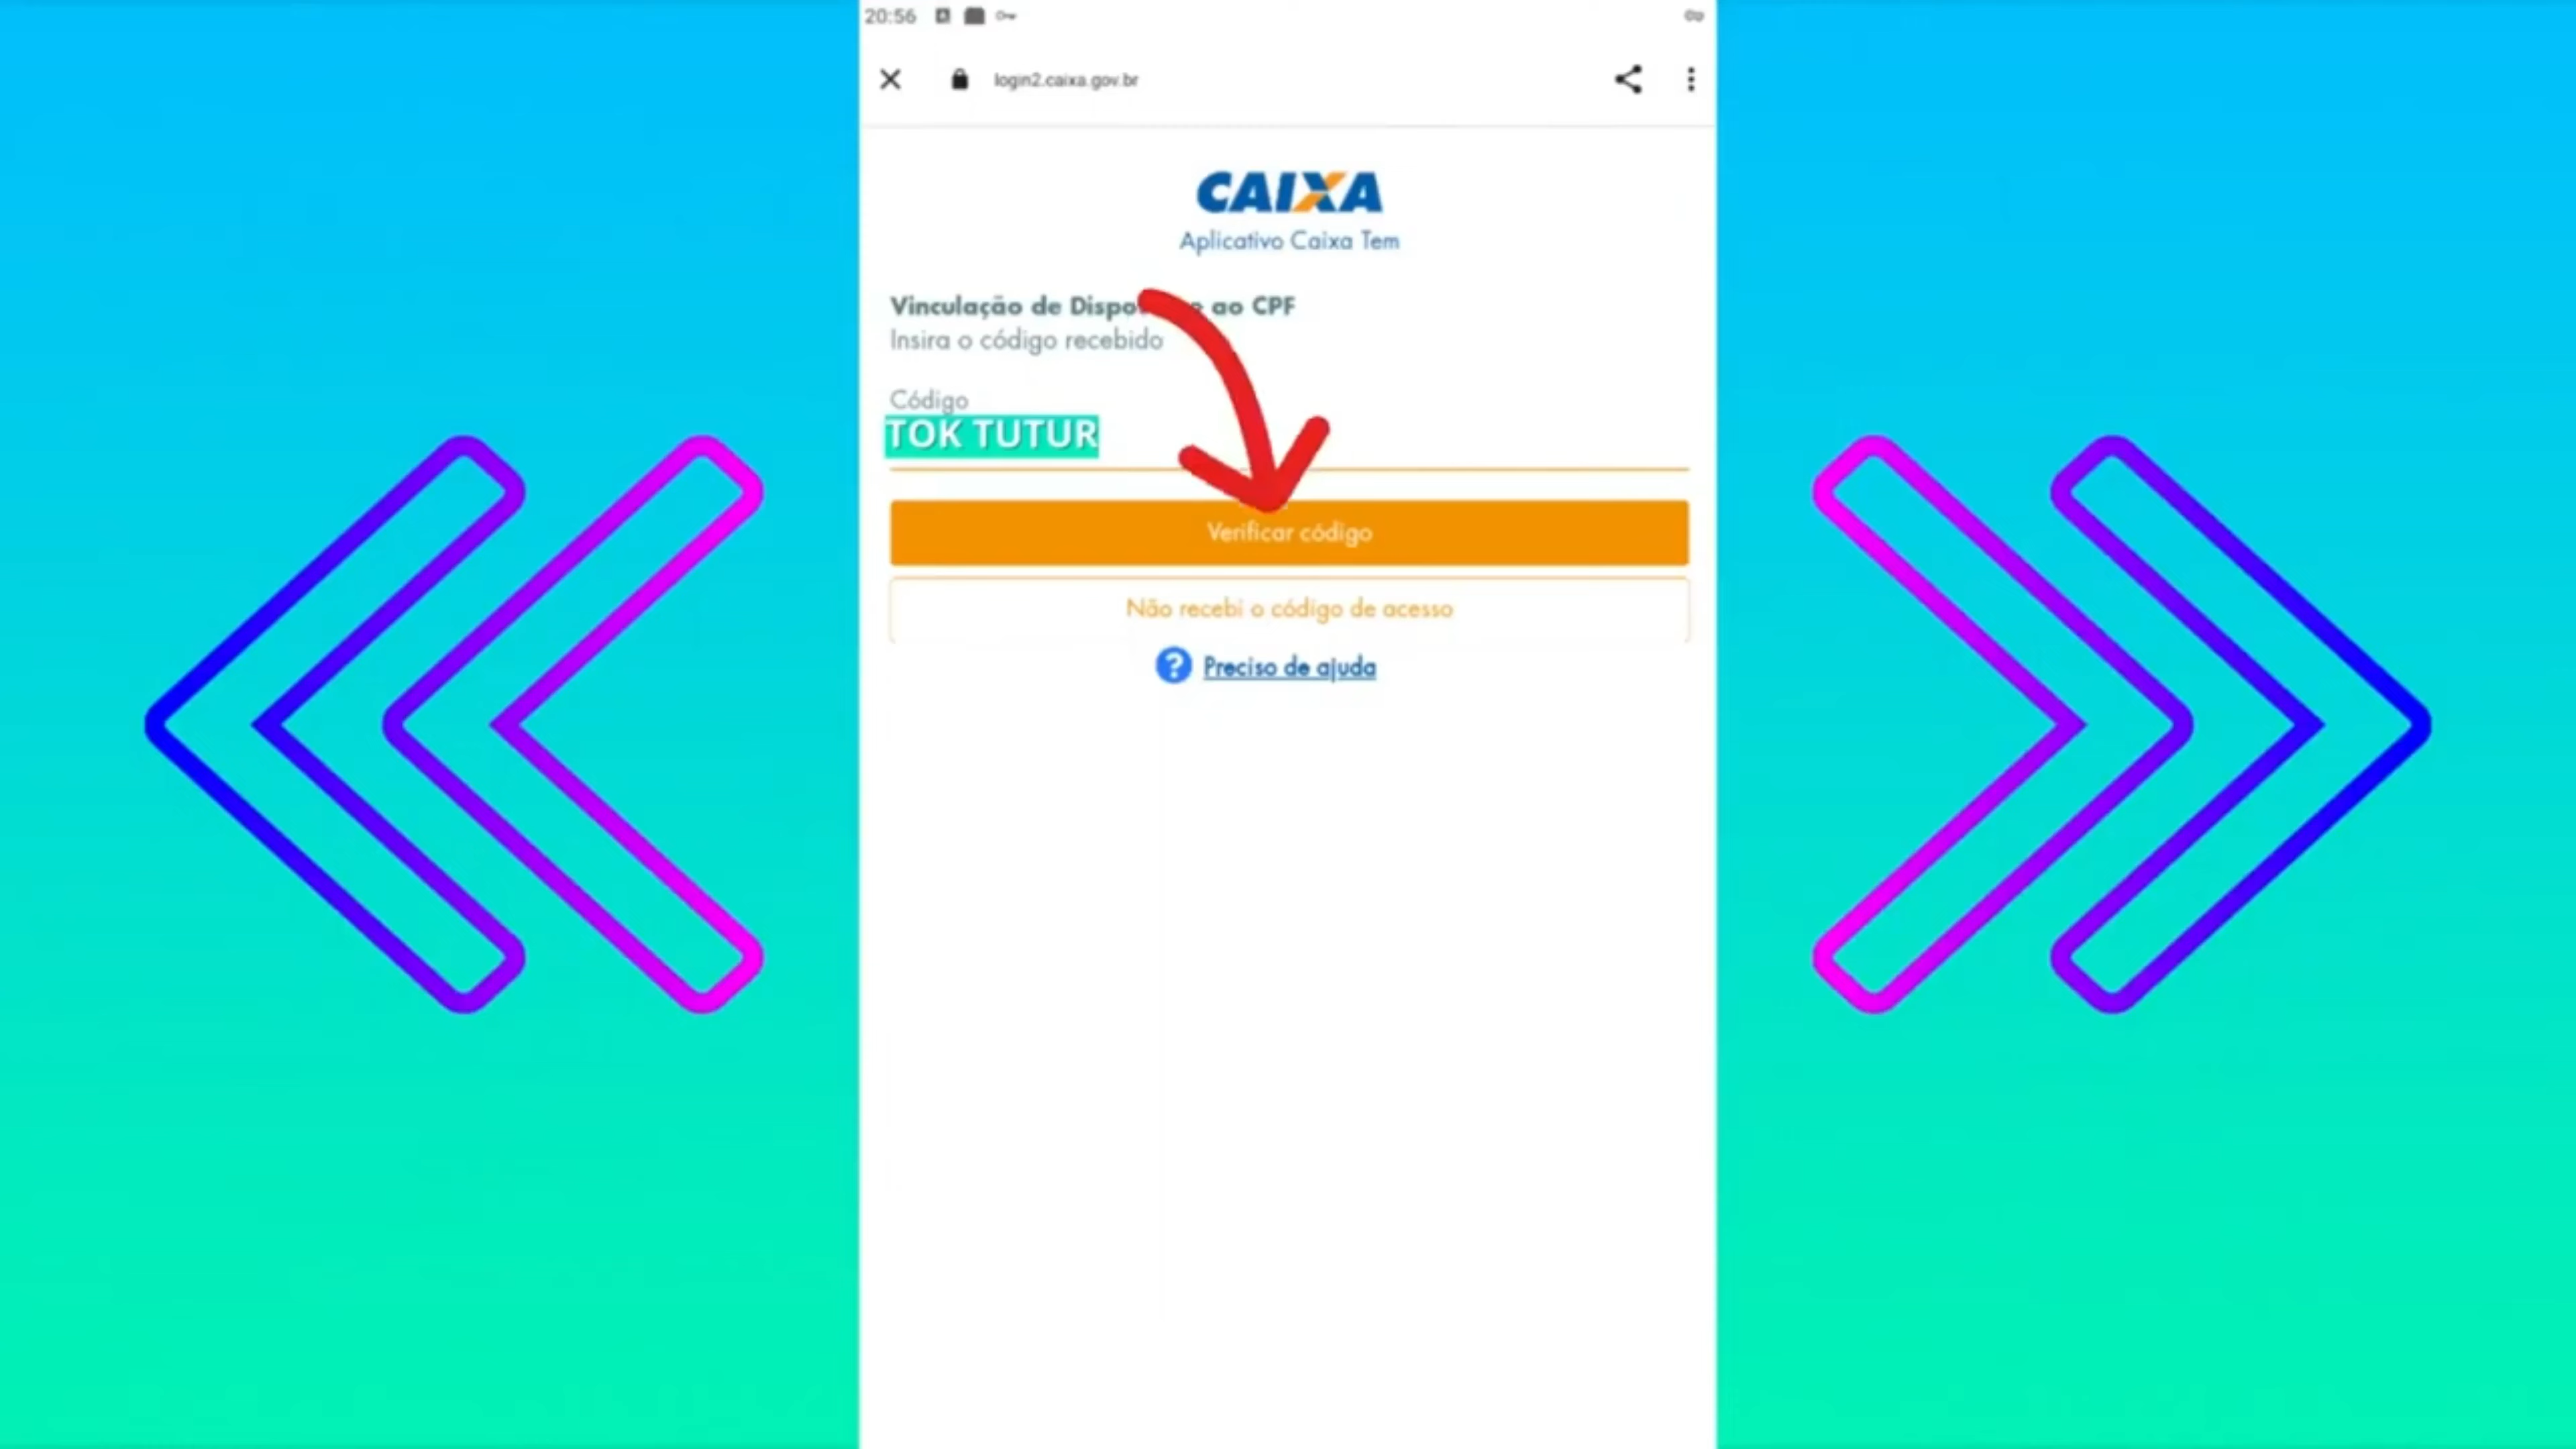 20:56
login2.caixa.gov.br
CAIXA
Aplicativo Caixa Tem
Vinculação de Dispo ao CPF
Insira o código recebido
Código
TOK TUTUR
Verificar código
Não recebi o código de acesso
? Preciso de ajuda